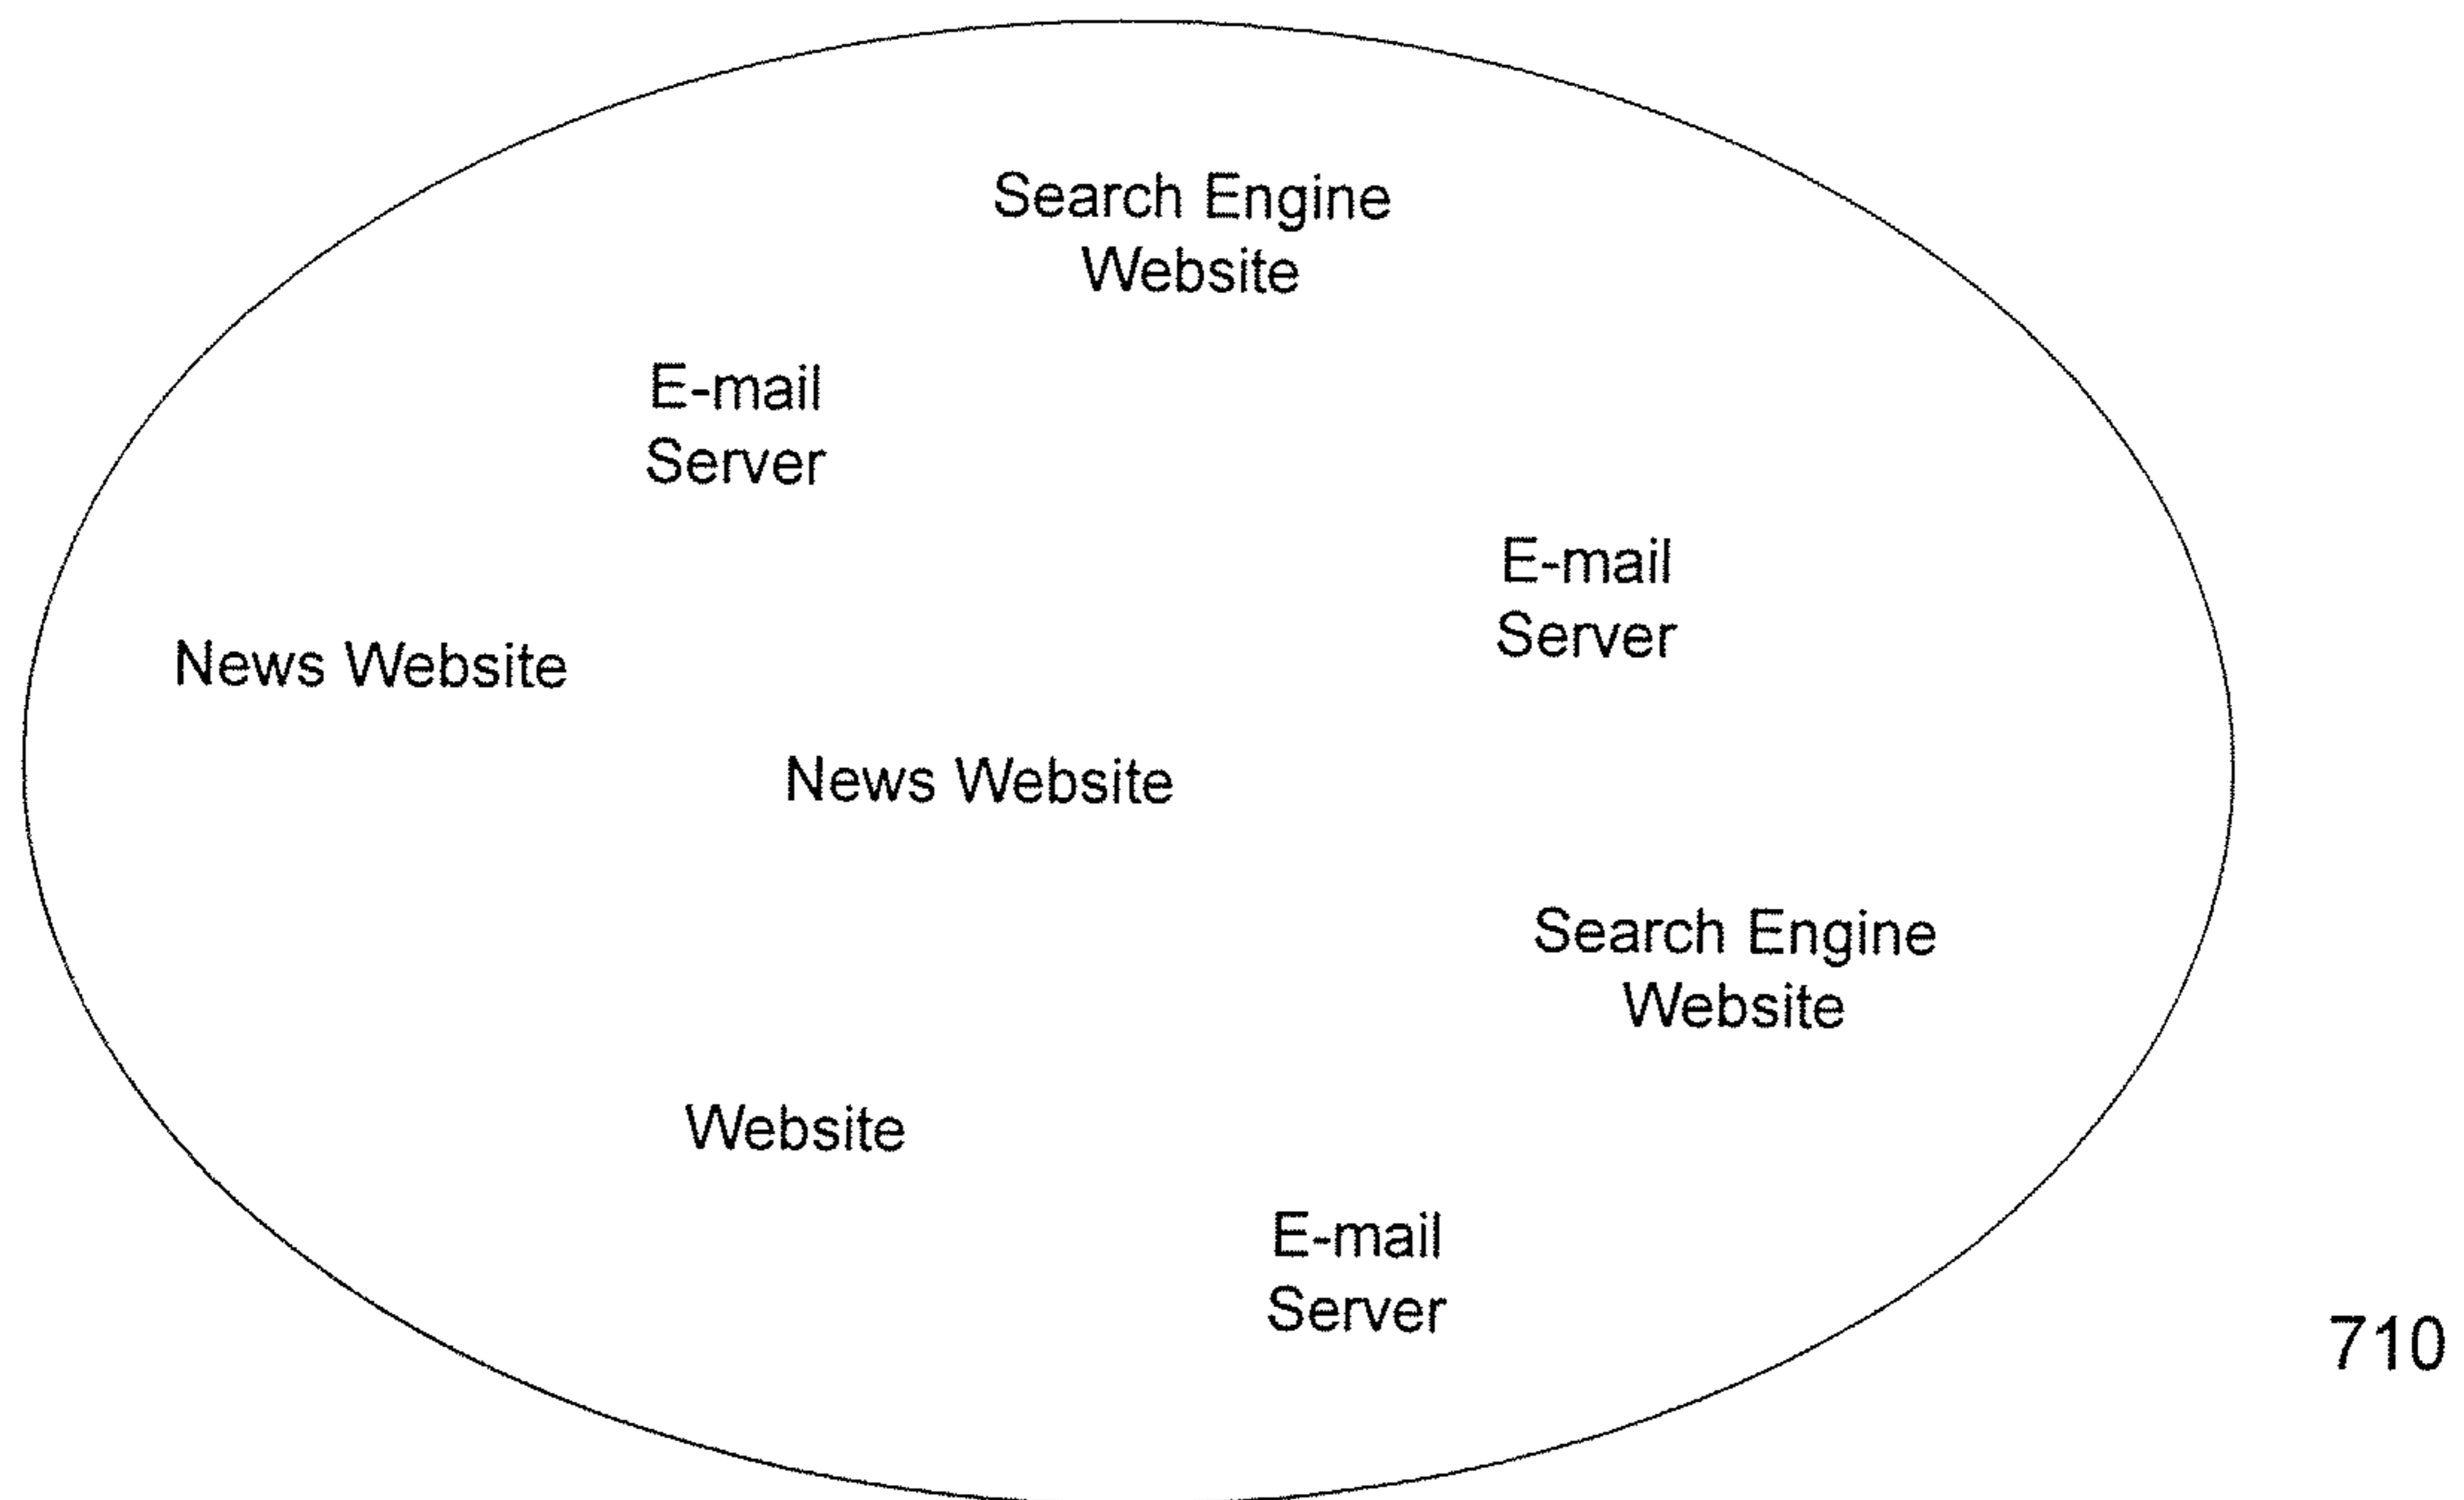 Search Engine
Website
E-mail
Server
E-mail
Server
News Website
News Website
Search Engine
Website
Website
E-mail
Server
710